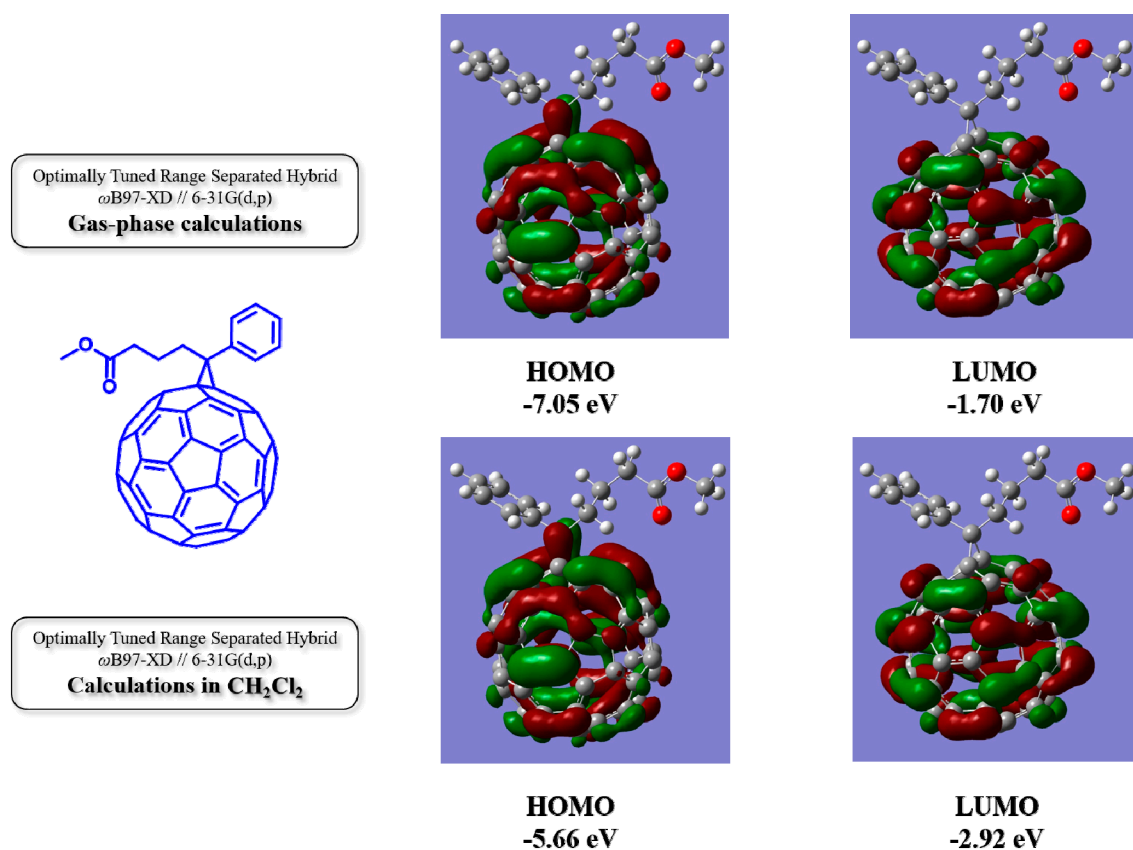 Optimally Tuned Range Separated Hybrid
ωB97-XD // 6-31G(d,p)
Gas-phase calculations
HOMO
-7.05 eV
LUMO
-1.70 eV
O
O
Optimally Tuned Range Separated Hybrid
ωB97-XD // 6-31G(d,p)
Calculations in CH₂Cl₂
HOMO
-5.66 eV
LUMO
-2.92 eV